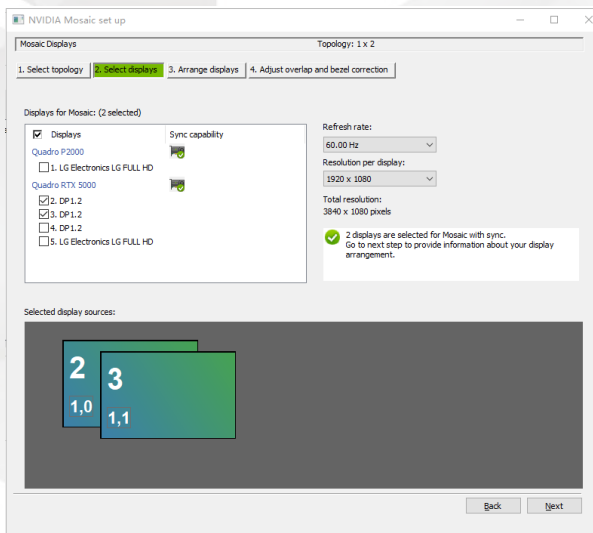 NVIDIA Mosaic set up
Mosaic Displays Topology: 1 x 2
1. Select topology 2. Select displays 3. Arrange displays 4. Adjust overlap and bezel correction
Displays for Mosaic: (2 selected)
Displays Sync capability
Quadro P2000
1. LG Electronics LG FULL HD
Quadro RTX 5000
2. DP1.2
3. DP1.2
4. DP1.2
5. LG Electronics LG FULL HD
Refresh rate:
60.00 Hz
Resolution per display:
1920 x 1080
Total resolution:
3840 x 1080 pixels
2 displays are selected for Mosaic with sync.
Go to next step to provide information about your display
arrangement.
Selected display sources:
2
1,0
3
1,1
Back Next